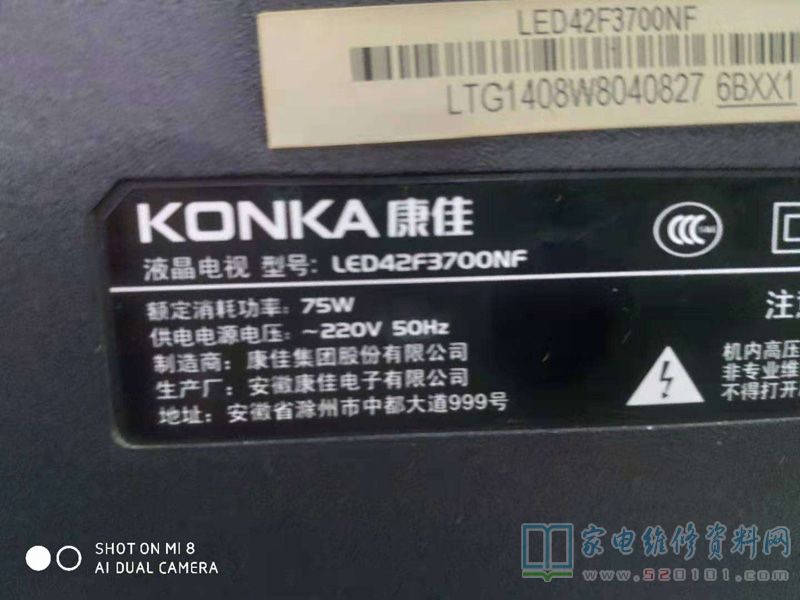 LED42F3700NF
LTG1408W8040827 6BXX1
KONKA 康佳
液晶电视 型号: LED42F3700NF
额定消耗功率: 75W
供电电源电压: ~220V 50Hz
制造商: 康佳集团股份有限公司
生产厂: 安徽康佳电子有限公司
地址: 安徽省滁州市中都大道999号
注
机内高压
非专业维
不得打开
SHOT ON MI 8
AI DUAL CAMERA
家电维修资料网
www.520101.com